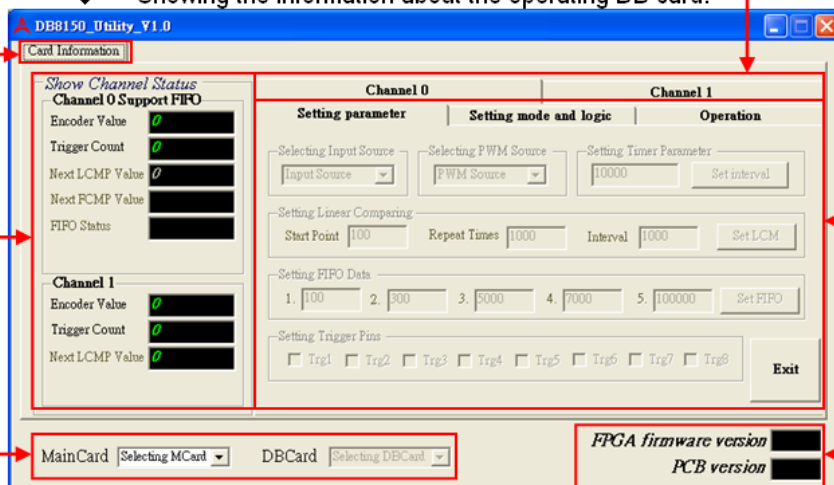 Showing the information about the operating DB card.
DB8150_Utility_V1.0
Card Information
Show Channel Status
Channel 0 Support FIFO
Encoder Value 0
Trigger Count 0
Next LCMP Value 0
Next FCMP Value
FIFO Status
Channel 1
Encoder Value 0
Trigger Count 0
Next LCMP Value 0
Channel 0 Channel 1
Setting parameter Setting mode and logic Operation
Selecting Input Source Selecting PWM Source Setting Timer Parameter
Input Source PWM Source 10000 Set interval
Setting Linear Comparing
Start Point 100 Repeat Times 1000 Interval 1000 Set LCM
Setting FIFO Data
1. 100 2. 300 3. 5000 4. 7000 5. 100000 Set FIFO
Setting Trigger Pins
Trg1 Trg2 Trg3 Trg4 Trg5 Trg6 Trg7 Trg8
Exit
MainCard Selecting MCard DBCard Selecting DBCard
FPGA firmware version
PCB version